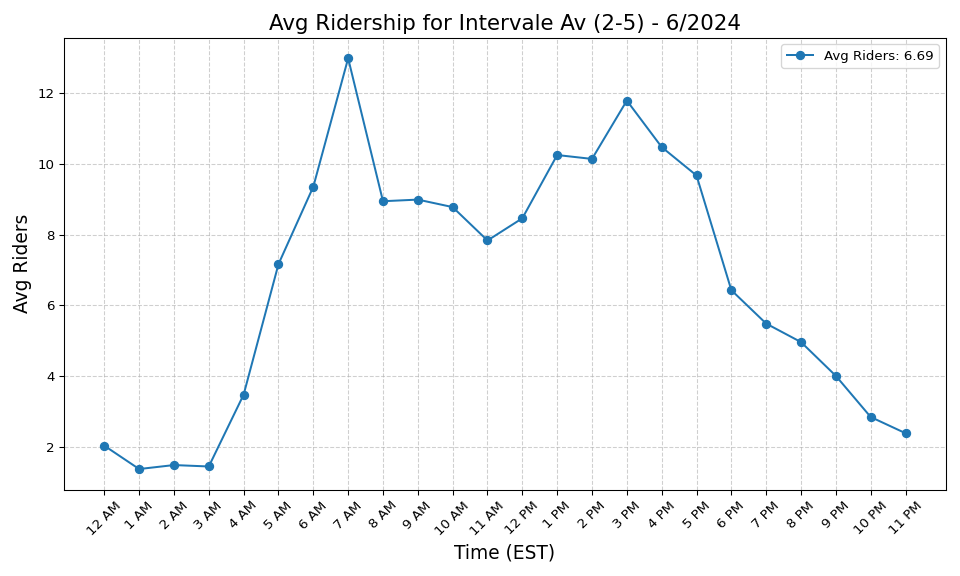 Avg Ridership for Intervale Av (2-5) - 6/2024
Avg Riders: 6.69
Avg Riders
12
10
8
6
4
2
12 AM
1 AM
2 AM
3 AM
4 AM
5 AM
6 AM
7 AM
8 AM
9 AM
10 AM
11 AM
12 PM
1 PM
2 PM
3 PM
4 PM
5 PM
6 PM
7 PM
8 PM
9 PM
10 PM
11 PM
Time (EST)